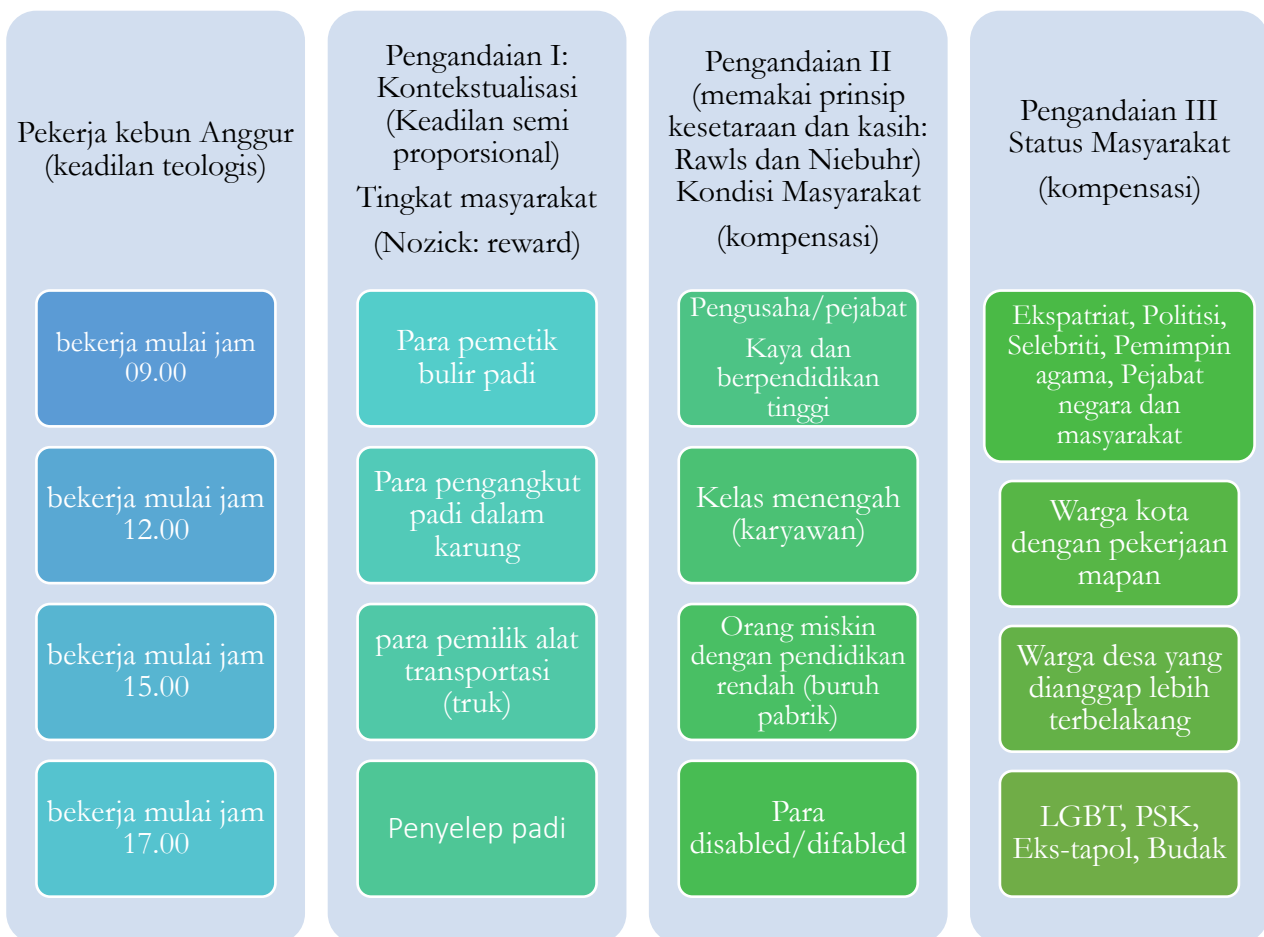 Pekerja kebun Anggur
(keadilan teologis)
bekerja mulai jam
09.00
bekerja mulai jam
12.00
bekerja mulai jam
15.00
bekerja mulai jam
17.00
Pengandaian I:
Kontekstualisasi
(Keadilan semi
proporsional)
Tingkat masyarakat
(Nozick: reward)
Para pemetik
bulir padi
Para pengangkut
padi dalam
karung
para pemilik alat
transportasi
(truk)
Penyelep padi
Pengandaian II
(memakai prinsip
kesetaraan dan kasih:
Rawls dan Niebuhr)
Kondisi Masyarakat
(kompensasi)
Pengusaha/pejabat
Kaya dan
berpendidikan
tinggi
Kelas menengah
(karyawan)
Orang miskin
dengan pendidikan
rendah (buruh
pabrik)
Para
disabled/difabled
Pengandaian III
Status Masyarakat
(kompensasi)
Ekspatriat, Politisi,
Selebriti, Pemimpin
agama, Pejabat
negara dan
masyarakat
Warga kota
dengan pekerjaan
mapan
Warga desa yang
dianggap lebih
terbelakang
LGBT, PSK,
Eks-tapol, Budak